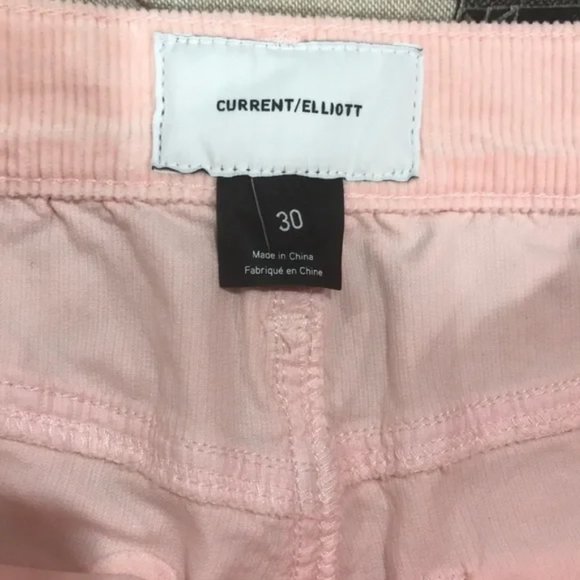 CURRENT/ELLIOTT
30
Made in China
Fabriqué en Chine